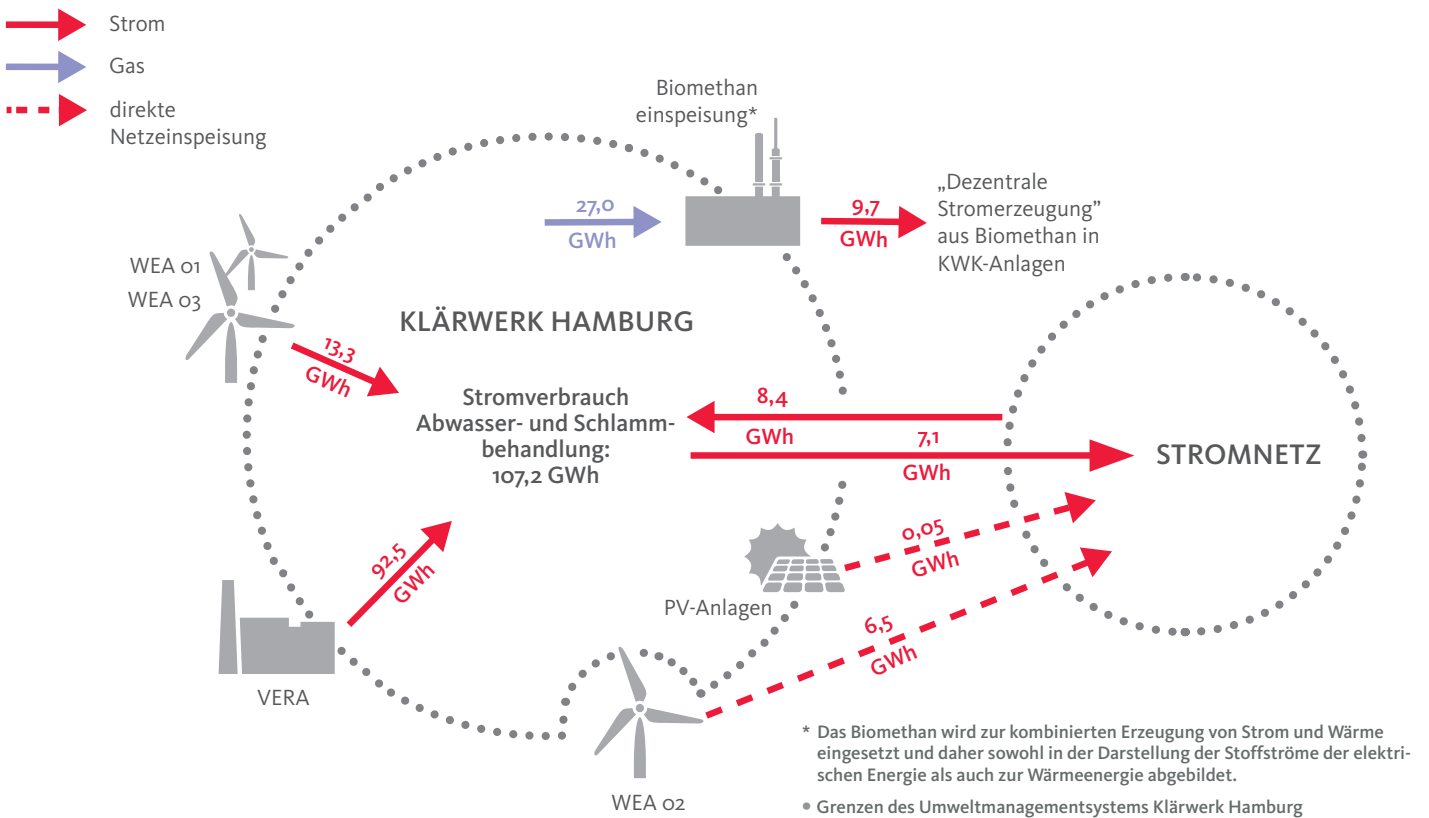 Strom
Gas
direkte
Netzeinspeisung
Biomethan
einspeisung*
27,0
GWh
9,7
GWh
„Dezentrale
Stromerzeugung”
aus Biomethan in
KWK-Anlagen
WEA 01
WEA 03
13,3
GWh
KLÄRWERK HAMBURG
Stromverbrauch
Abwasser- und Schlamm-
behandlung:
107,2 GWh
8,4
GWh
7,1
GWh
STROMNETZ
92,5
GWh
VERA
PV-Anlagen
0,05
GWh
6,5
GWh
WEA 02
* Das Biomethan wird zur kombinierten Erzeugung von Strom und Wärme
eingesetzt und daher sowohl in der Darstellung der Stoffströme der elektri-
schen Energie als auch zur Wärmeenergie abgebildet.
• Grenzen des Umweltmanagementsystems Klärwerk Hamburg